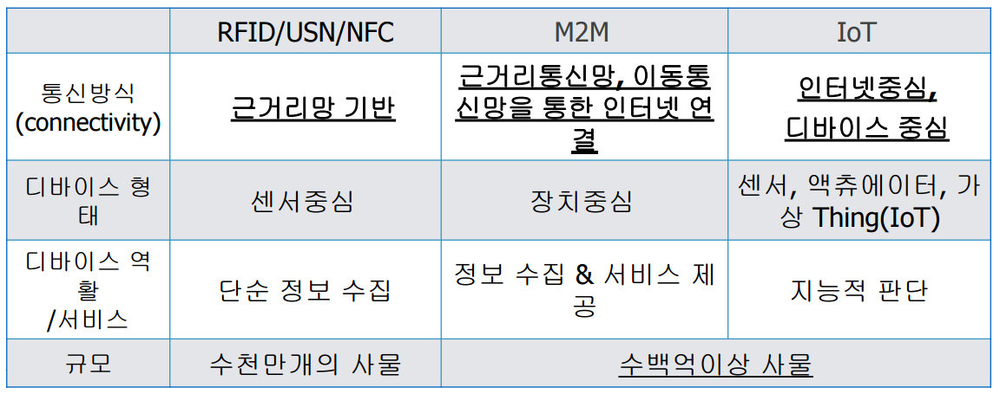 RFID/USN/NFC
M2M
IoT
통신방식
(connectivity)
근거리망 기반
근거리통신망, 이동통
신망을 통한 인터넷 연
결
인터넷중심,
디바이스 중심
디바이스 형
태
센서중심
장치중심
센서, 액츄에이터, 가
상 Thing(IoT)
디바이스 역
활
/서비스
단순 정보 수집
정보 수집 & 서비스 제
공
지능적 판단
규모
수천만개의 사물
수백억이상 사물